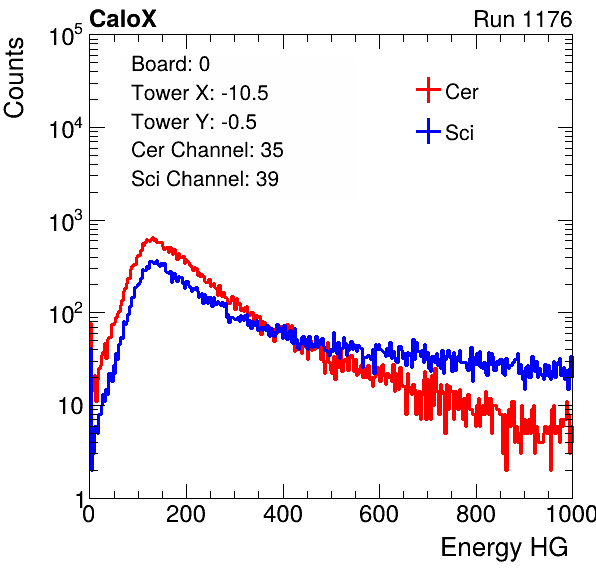 CaloX Run 1176
Counts
Board: 0
Tower X: -10.5
Tower Y: -0.5
Cer Channel: 35
Sci Channel: 39
Cer
Sci
10^5
10^4
10^3
10^2
10
1
0 200 400 600 800 1000
Energy HG